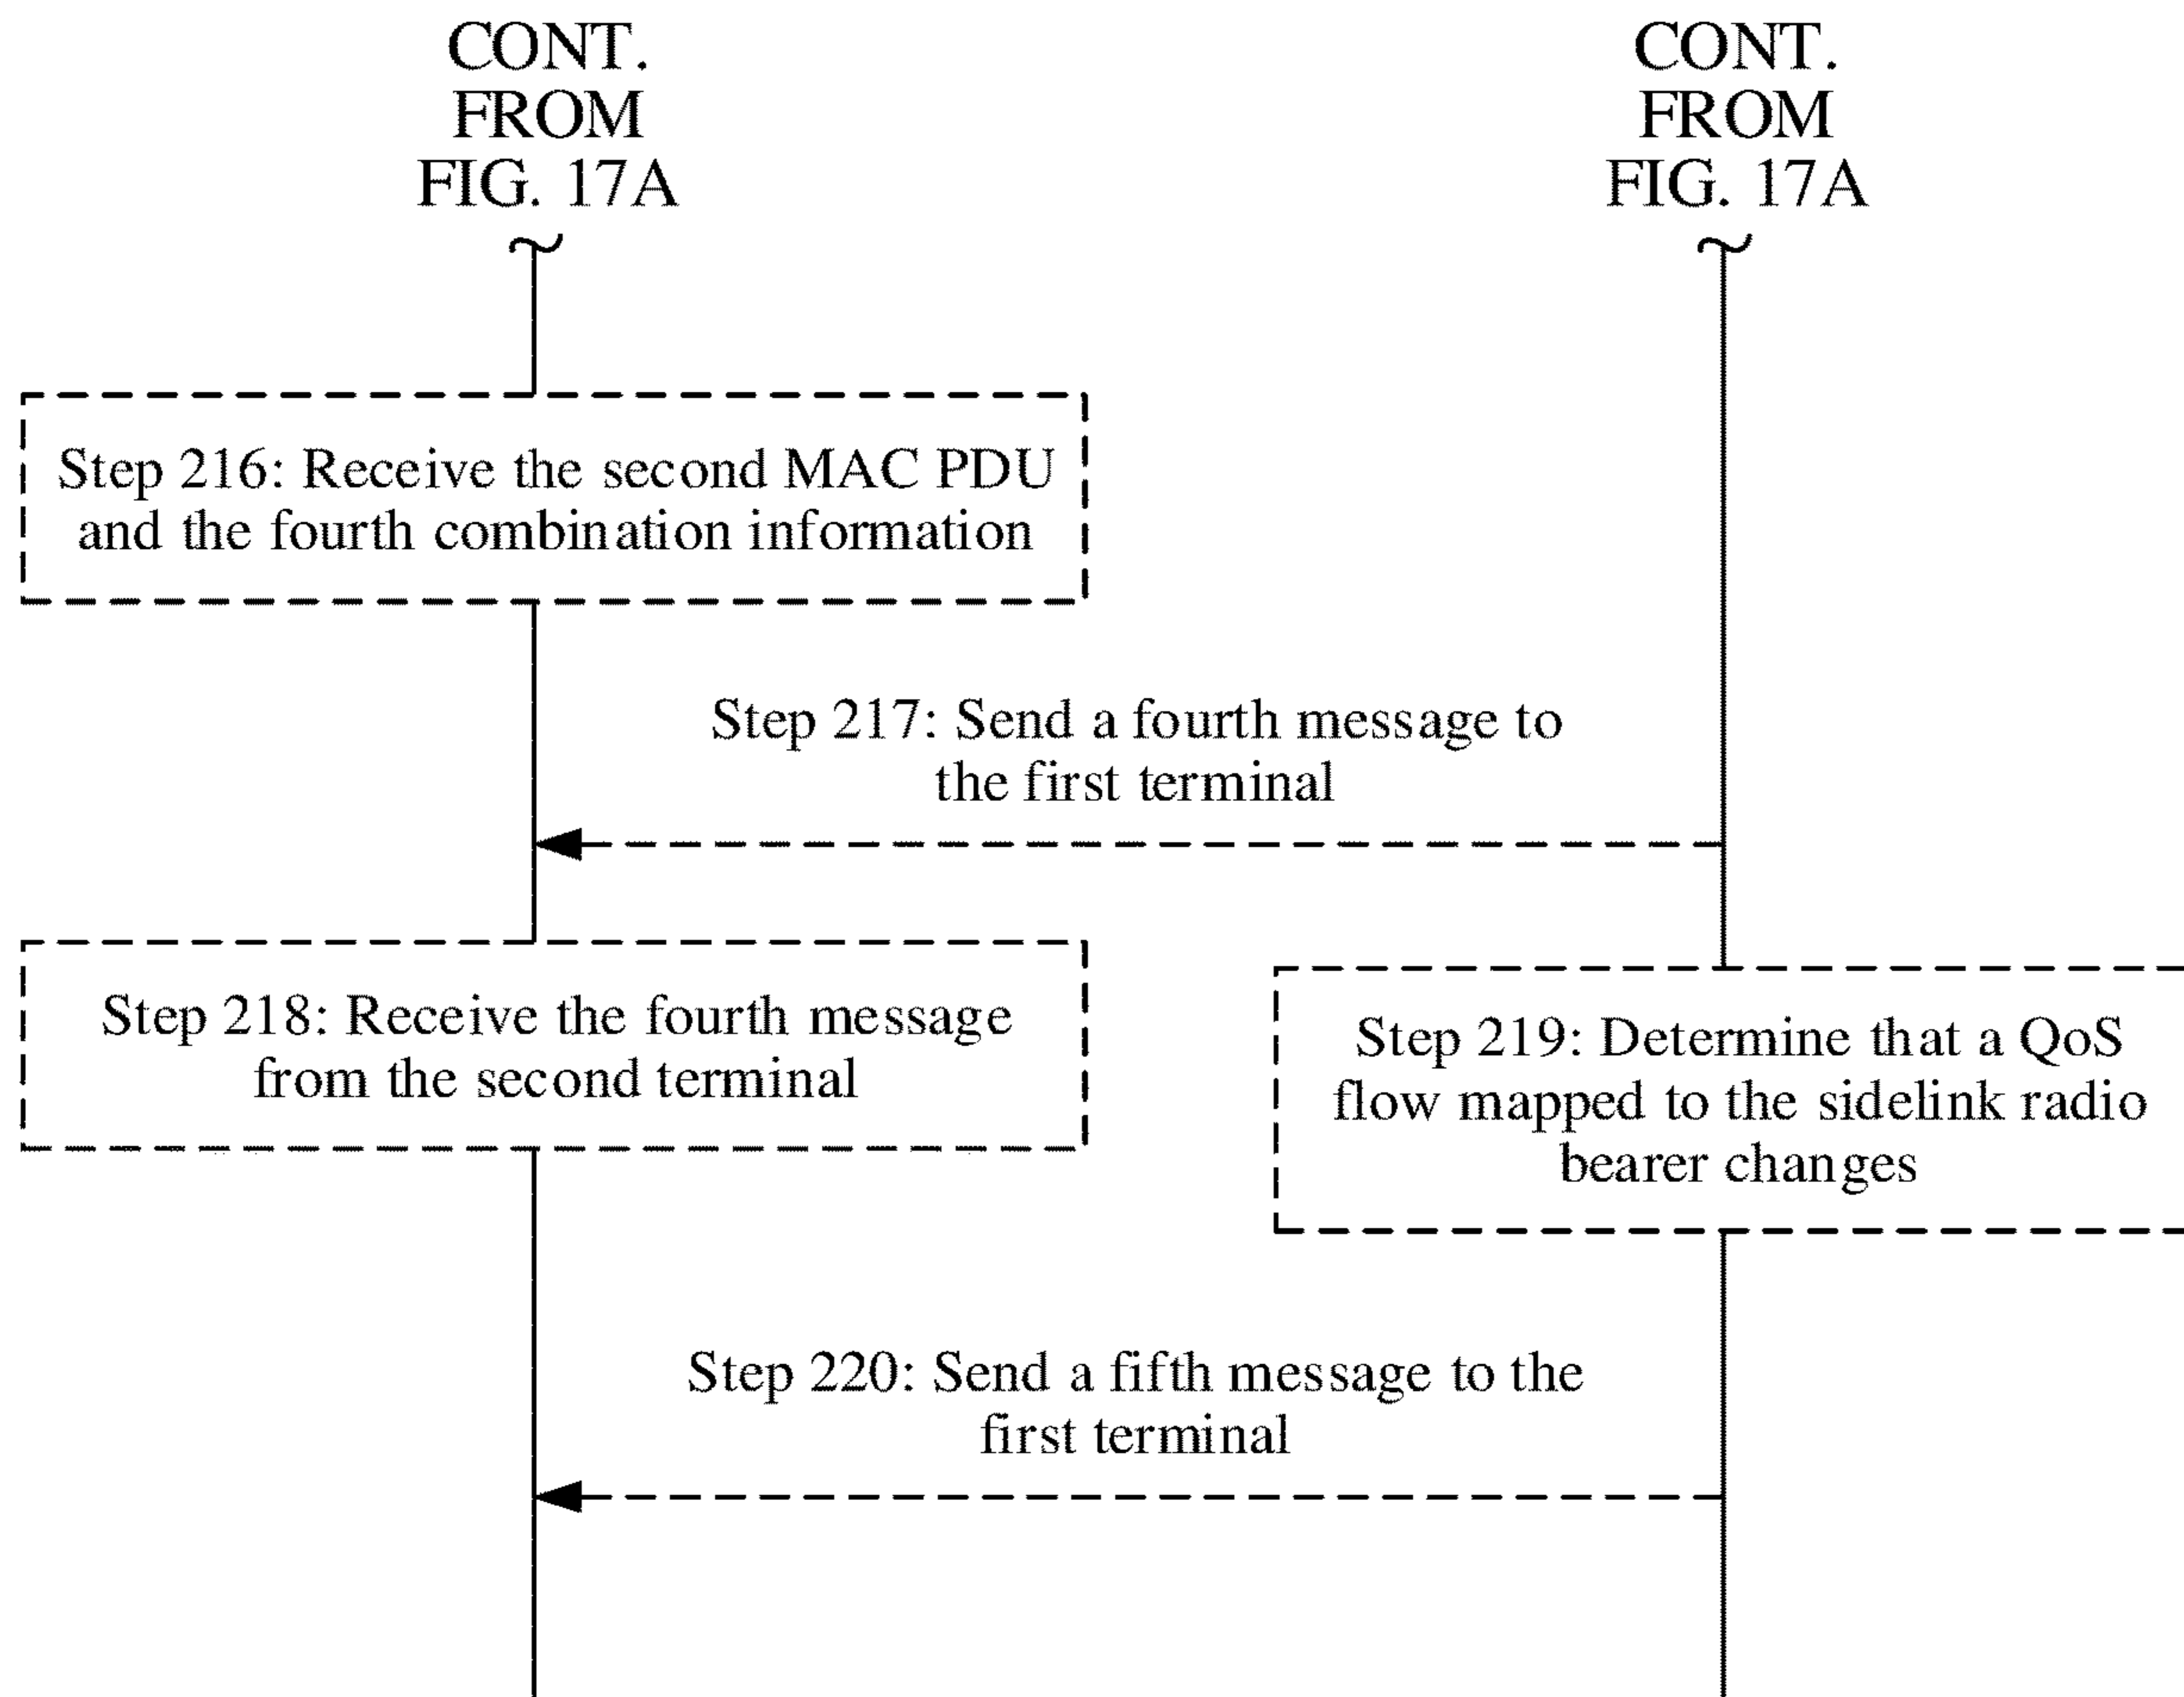 CONT.
FROM
FIG. 17A
CONT.
FROM
FIG. 17A
Step 216: Receive the second MAC PDU
and the fourth combination information
Step 217: Send a fourth message to
the first terminal
Step 218: Receive the fourth message
from the second terminal
Step 219: Determine that a QoS
flow mapped to the sidelink radio
bearer changes
Step 220: Send a fifth message to the
first terminal